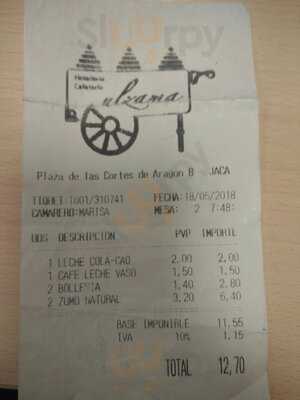 Sluurpy
Heladería
Cafetería
ulzama
Plaza de las Cortes de Aragon 8 JACA
TIQUET:T001/310741 FECHA:18/05/2018
CAMARERO:MARISA MESA: 2 7:48:
UDS DESCRIPCION PVP IMPORTE
1 LECHE COLA-CAO 2,00 2,00
1 CAFE LECHE VASO 1,50 1,50
2 BOLLERIA 1,40 2,80
2 ZUMO NATURAL 3,20 6,40
BASE IMPONIBLE 11,55
IVA 10% 1,15
TOTAL 12,70